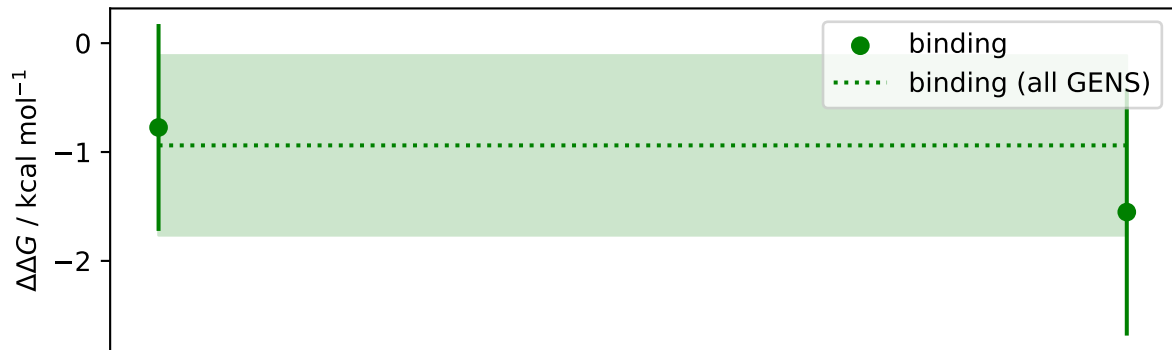 0
−1
−2
ΔΔG / kcal mol⁻¹
binding
binding (all GENS)